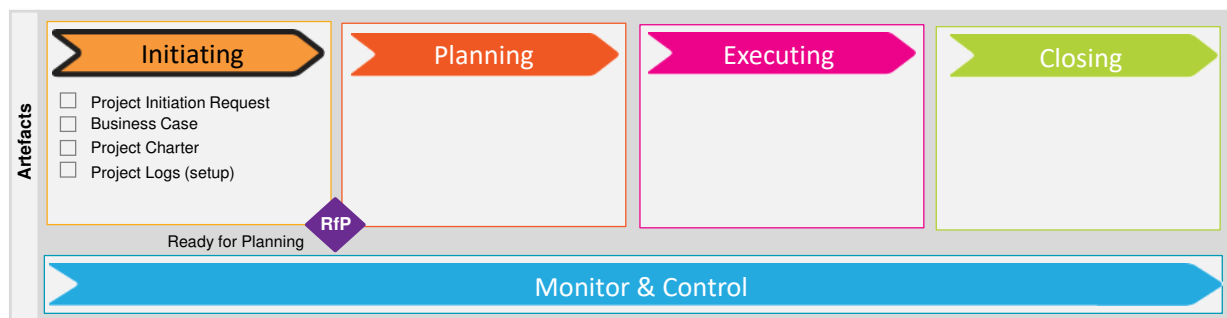 Artefacts
Initiating
Planning
Executing
Closing
Project Initiation Request
Business Case
Project Charter
Project Logs (setup)
RfP
Ready for Planning
Monitor & Control